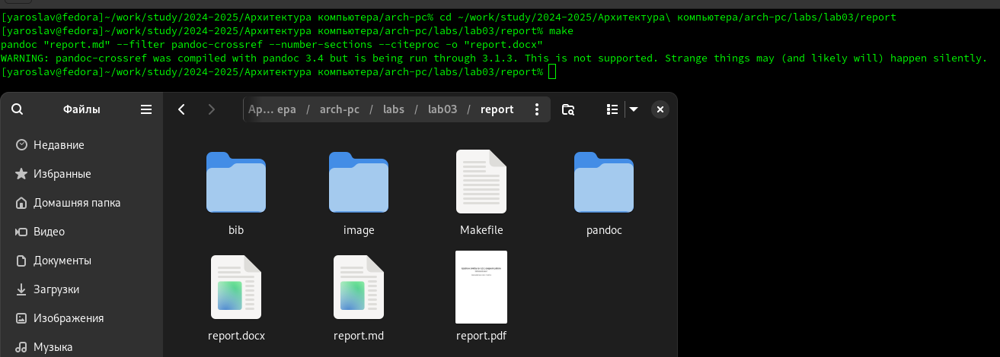 [yaroslav@fedora]~/work/study/2024-2025/Архитектура компьютера/arch-pc% cd ~/work/study/2024-2025/Архитектура\ компьютера/arch-pc/labs/lab03/report
[yaroslav@fedora]~/work/study/2024-2025/Архитектура компьютера/arch-pc/labs/lab03/report% make
pandoc "report.md" --filter pandoc-crossref --number-sections --citeproc -o "report.docx"
WARNING: pandoc-crossref was compiled with pandoc 3.4 but is being run through 3.1.3. This is not supported. Strange things may (and likely will) happen silently.
[yaroslav@fedora]~/work/study/2024-2025/Архитектура компьютера/arch-pc/labs/lab03/report%
Файлы
Ар… ера / arch-pc / labs / lab03 / report
Недавние
Избранные
Домашняя папка
Видео
Документы
Загрузки
Изображения
Музыка
bib
image
Makefile
pandoc
report.docx
report.md
report.pdf